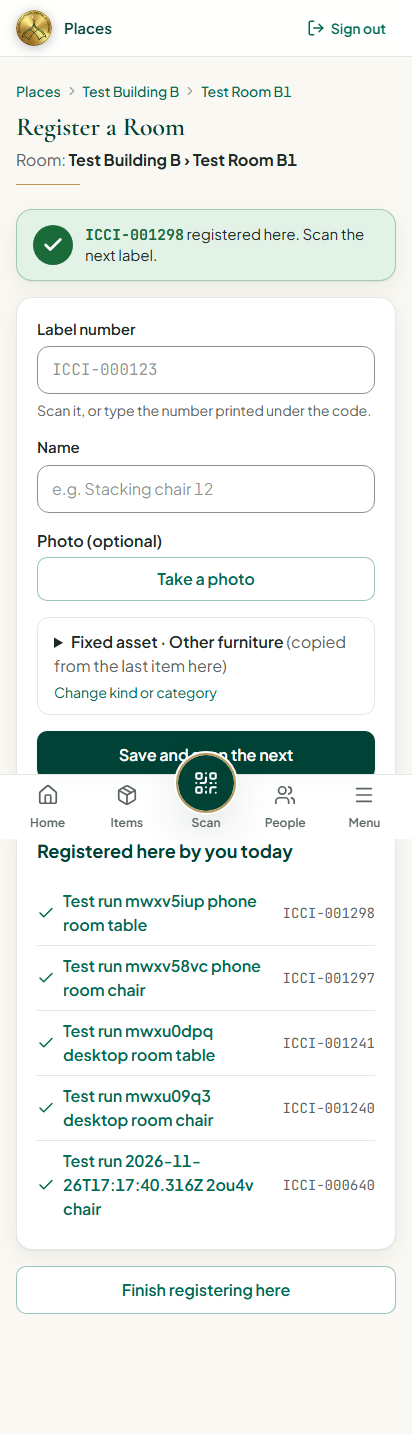 Places
Sign out
Places > Test Building B > Test Room B1
Register a Room
Room: Test Building B › Test Room B1
ICCI-001298 registered here. Scan the
next label.
Label number
ICCI-000123
Scan it, or type the number printed under the code.
Name
e.g. Stacking chair 12
Photo (optional)
Take a photo
Fixed asset · Other furniture (copied
from the last item here)
Change kind or category
Save and scan the next
Home
Items
Scan
People
Menu
Registered here by you today
Test run mwxv5iup phone
room table
ICCI-001298
Test run mwxv58vc phone
room chair
ICCI-001297
Test run mwxu0dpq
desktop room table
ICCI-001241
Test run mwxu09q3
desktop room chair
ICCI-001240
Test run 2026-11-
26T17:17:40.316Z 2ou4v
chair
ICCI-000640
Finish registering here